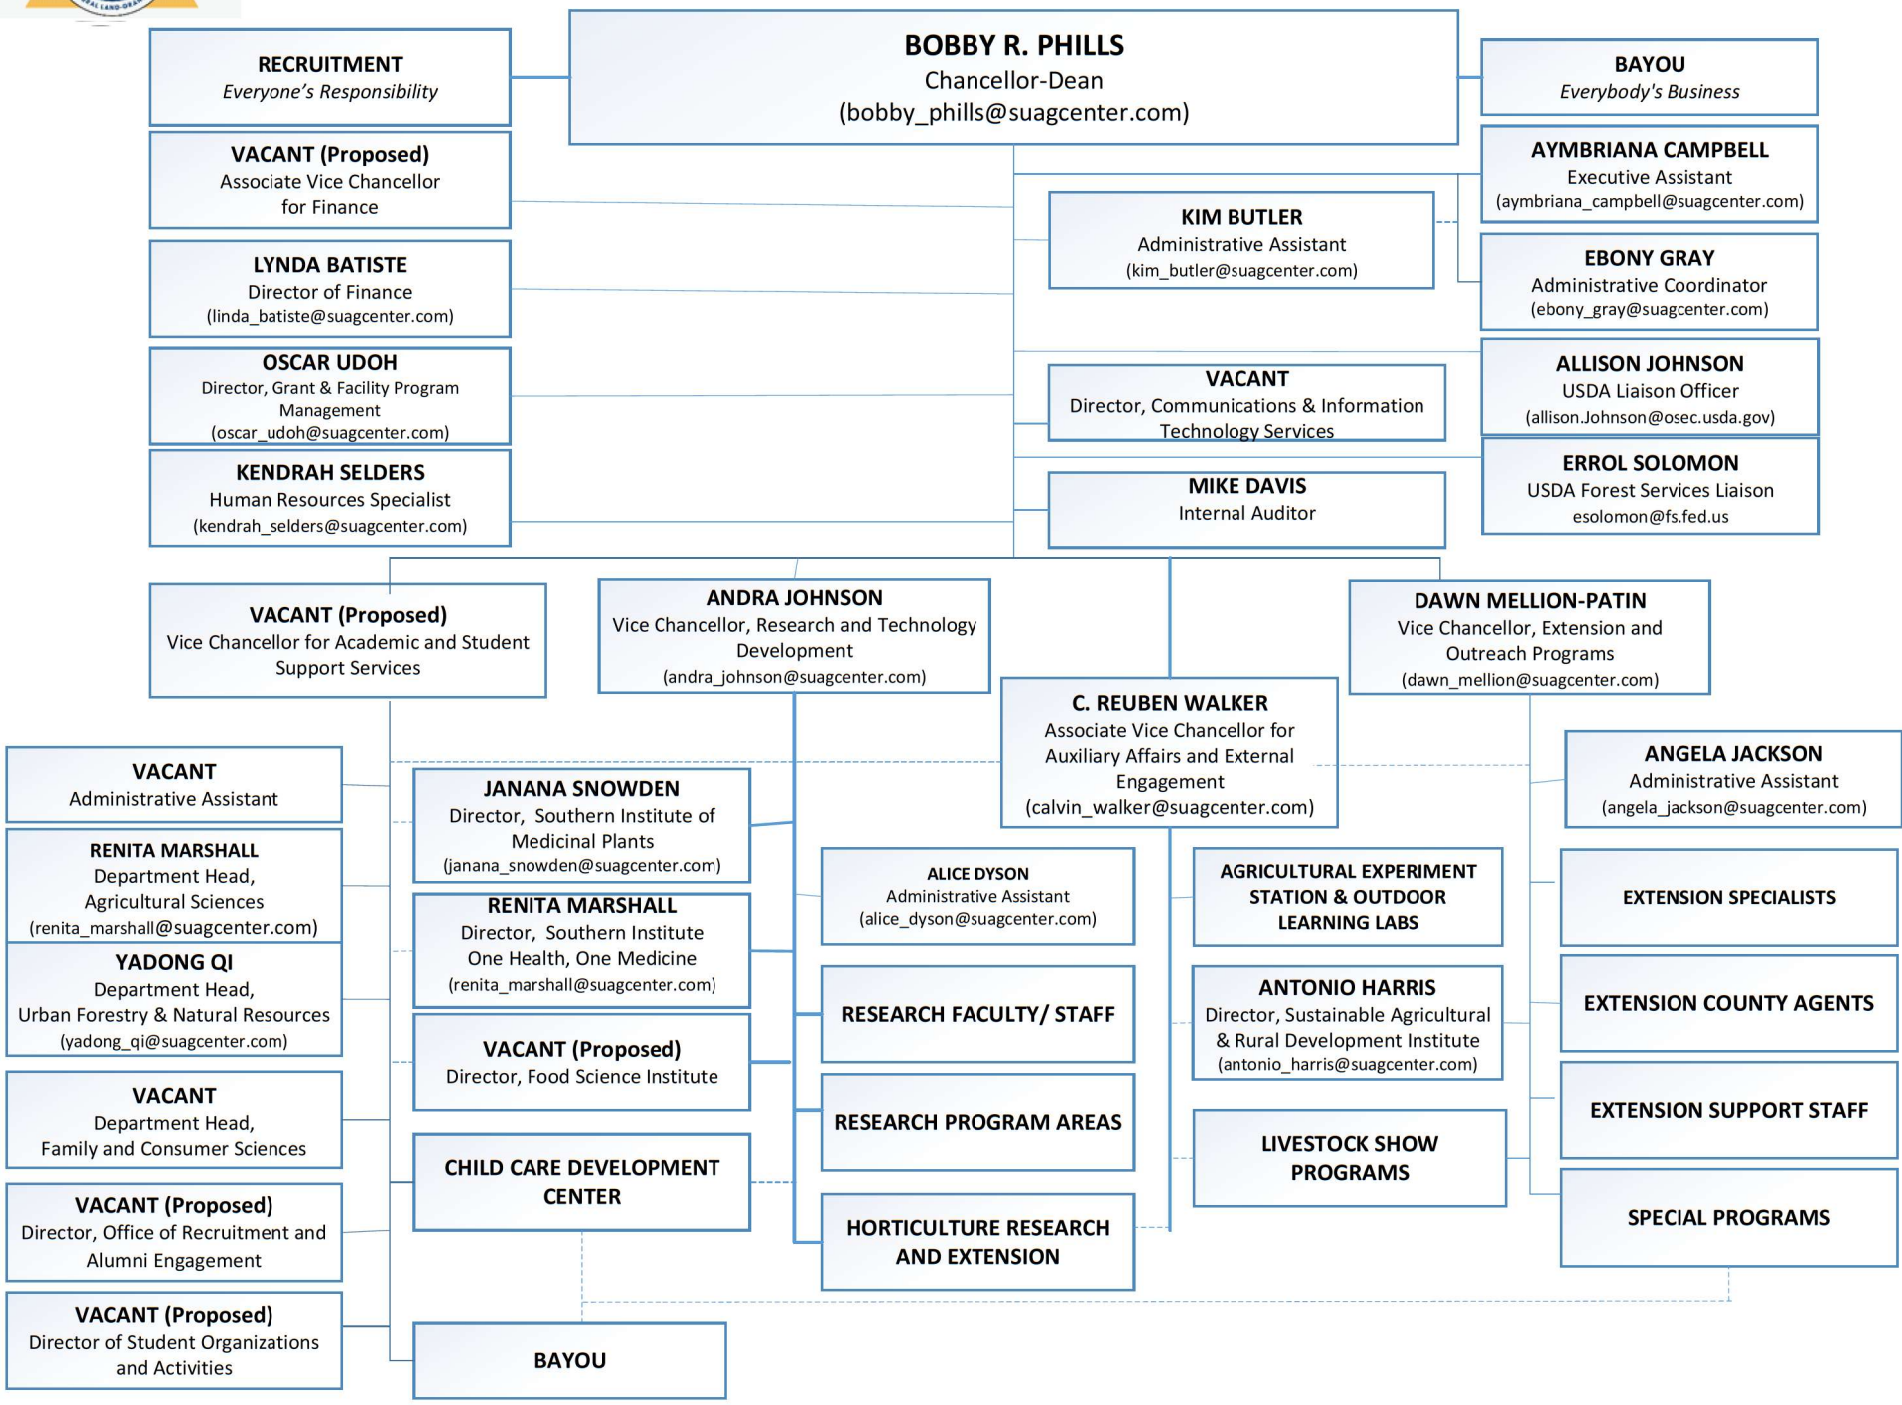 RAL LAND-GRAN
BOBBY R. PHILLS
Chancellor-Dean
(bobby_phills@suagcenter.com)
RECRUITMENT
Everyone's Responsibility
BAYOU
Everybody's Business
VACANT (Proposed)
Associate Vice Chancellor
for Finance
AYMBRIANA CAMPBELL
Executive Assistant
(aymbriana_campbell@suagcenter.com)
KIM BUTLER
Administrative Assistant
(kim_butler@suagcenter.com)
LYNDA BATISTE
Director of Finance
(linda_batiste@suagcenter.com)
EBONY GRAY
Administrative Coordinator
(ebony_gray@suagcenter.com)
OSCAR UDOH
Director, Grant & Facility Program
Management
(oscar_udoh@suagcenter.com)
VACANT
Director, Communications & Information
Technology Services
ALLISON JOHNSON
USDA Liaison Officer
(allison.Johnson@osec.usda.gov)
KENDRAH SELDERS
Human Resources Specialist
(kendrah_selders@suagcenter.com)
MIKE DAVIS
Internal Auditor
ERROL SOLOMON
USDA Forest Services Liaison
esolomon@fs.fed.us
VACANT (Proposed)
Vice Chancellor for Academic and Student
Support Services
ANDRA JOHNSON
Vice Chancellor, Research and Technology
Development
(andra_johnson@suagcenter.com)
C. REUBEN WALKER
Associate Vice Chancellor for
Auxiliary Affairs and External
Engagement
(calvin_walker@suagcenter.com)
DAWN MELLION-PATIN
Vice Chancellor, Extension and
Outreach Programs
(dawn_mellion@suagcenter.com)
VACANT
Administrative Assistant
RENITA MARSHALL
Department Head,
Agricultural Sciences
(renita_marshall@suagcenter.com)
YADONG QI
Department Head,
Urban Forestry & Natural Resources
(yadong_qi@suagcenter.com)
VACANT
Department Head,
Family and Consumer Sciences
VACANT (Proposed)
Director, Office of Recruitment and
Alumni Engagement
VACANT (Proposed)
Director of Student Organizations
and Activities
JANANA SNOWDEN
Director, Southern Institute of
Medicinal Plants
(janana_snowden@suagcenter.com)
RENITA MARSHALL
Director, Southern Institute
One Health, One Medicine
(renita_marshall@suagcenter.com)
VACANT (Proposed)
Director, Food Science Institute
CHILD CARE DEVELOPMENT
CENTER
BAYOU
ALICE DYSON
Administrative Assistant
(alice_dyson@suagcenter.com)
RESEARCH FACULTY/ STAFF
RESEARCH PROGRAM AREAS
HORTICULTURE RESEARCH
AND EXTENSION
AGRICULTURAL EXPERIMENT
STATION & OUTDOOR
LEARNING LABS
ANTONIO HARRIS
Director, Sustainable Agricultural
& Rural Development Institute
(antonio_harris@suagcenter.com)
LIVESTOCK SHOW
PROGRAMS
ANGELA JACKSON
Administrative Assistant
(angela_jackson@suagcenter.com)
EXTENSION SPECIALISTS
EXTENSION COUNTY AGENTS
EXTENSION SUPPORT STAFF
SPECIAL PROGRAMS